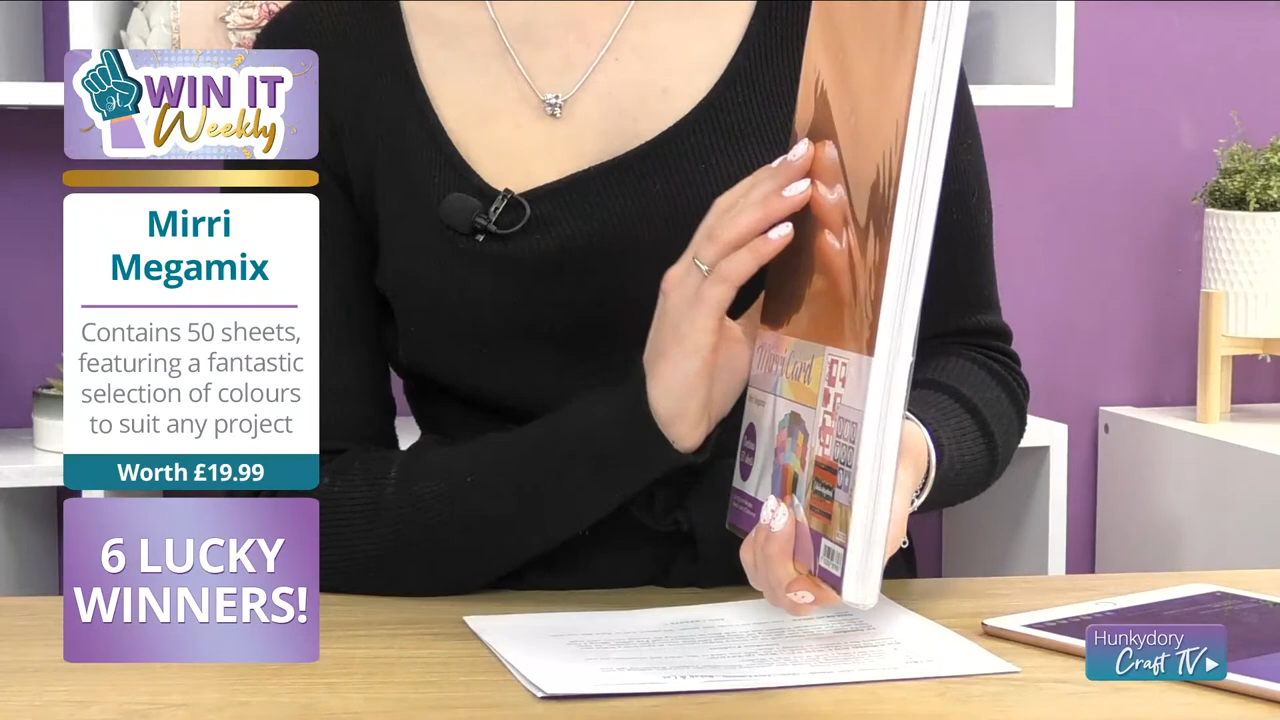 WIN IT
Weekly
Mirri
Megamix
Contains 50 sheets,
featuring a fantastic
selection of colours
to suit any project
Worth £19.99
6 LUCKY
WINNERS!
Mirri Card
Hunkydory
Craft TV